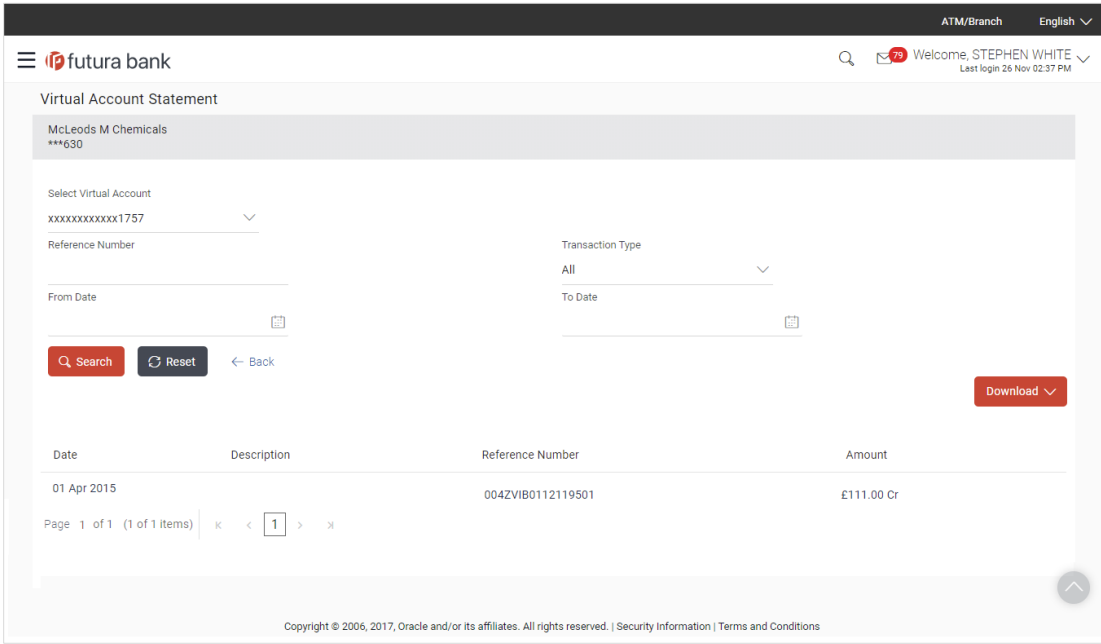 ATM/Branch English
futura bank 79 Welcome, STEPHEN WHITE
Last login 26 Nov 02:37 PM
Virtual Account Statement
McLeods M Chemicals
***630
Select Virtual Account
xxxxxxxxxxxx1757
Reference Number Transaction Type
All
From Date To Date
Search Reset Back
Download
Date Description Reference Number Amount
01 Apr 2015 004ZVIB0112119501 £111.00 Cr
Page 1 of 1 (1 of 1 items) 1
Copyright © 2006, 2017, Oracle and/or its affiliates. All rights reserved. | Security Information | Terms and Conditions